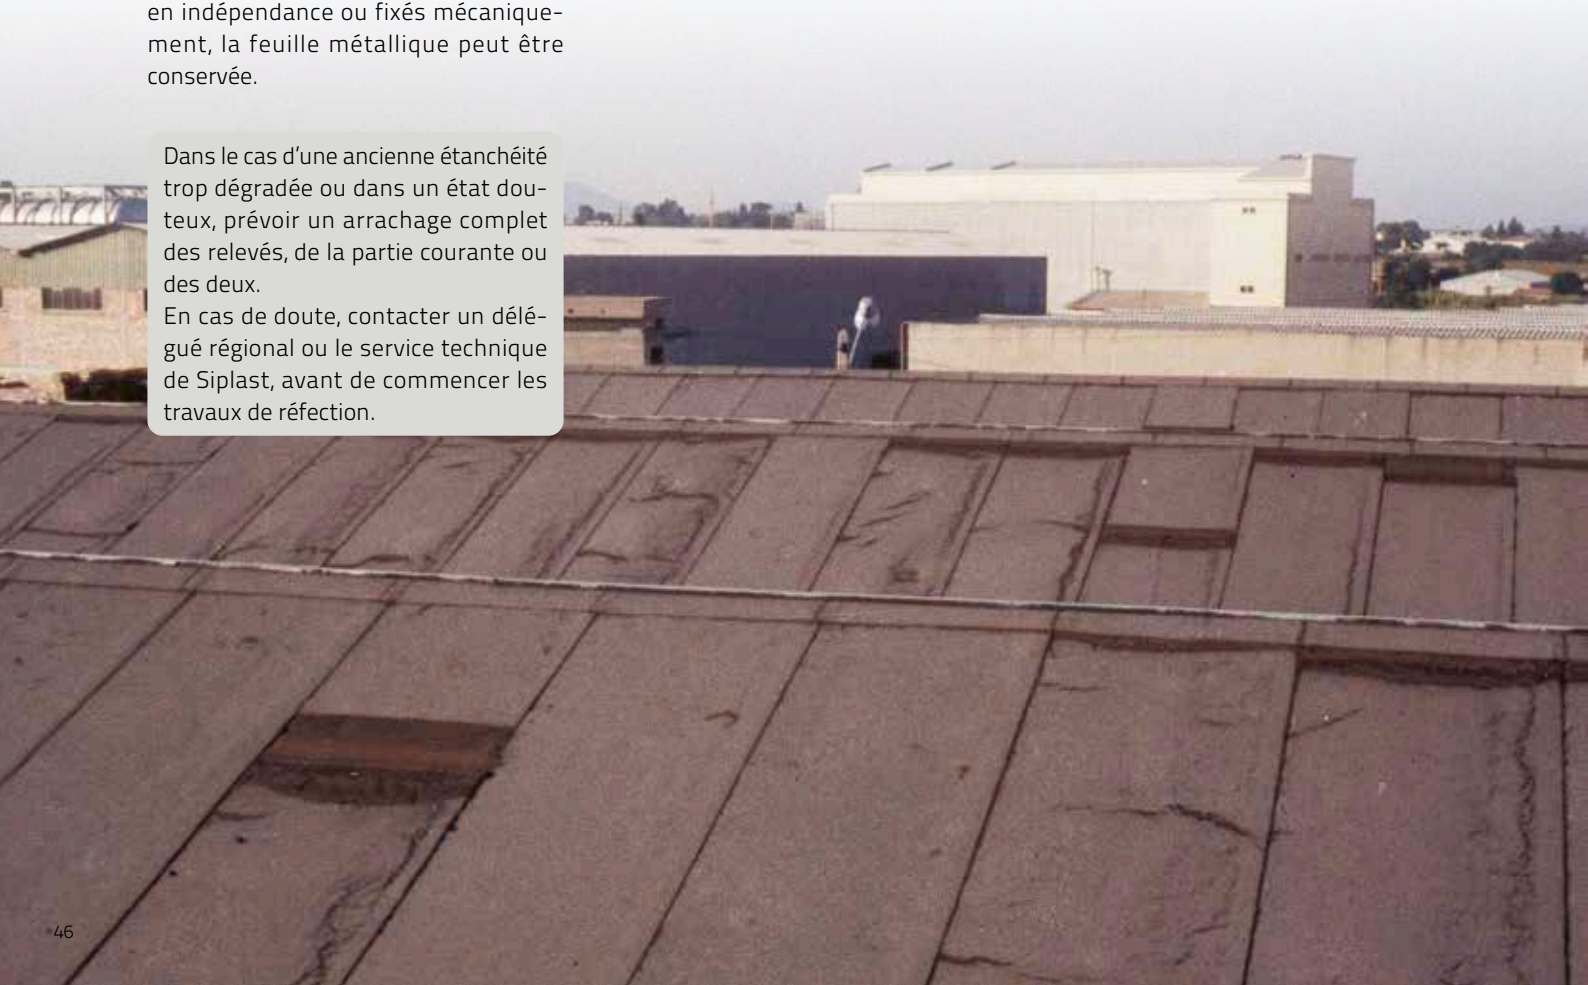 en indépendance ou fixés mécanique-
ment, la feuille métallique peut être
conservée.
Dans le cas d'une ancienne étanchéité
trop dégradée ou dans un état dou-
teux, prévoir un arrachage complet
des relevés, de la partie courante ou
des deux.
En cas de doute, contacter un délé-
gué régional ou le service technique
de Siplast, avant de commencer les
travaux de réfection.
46